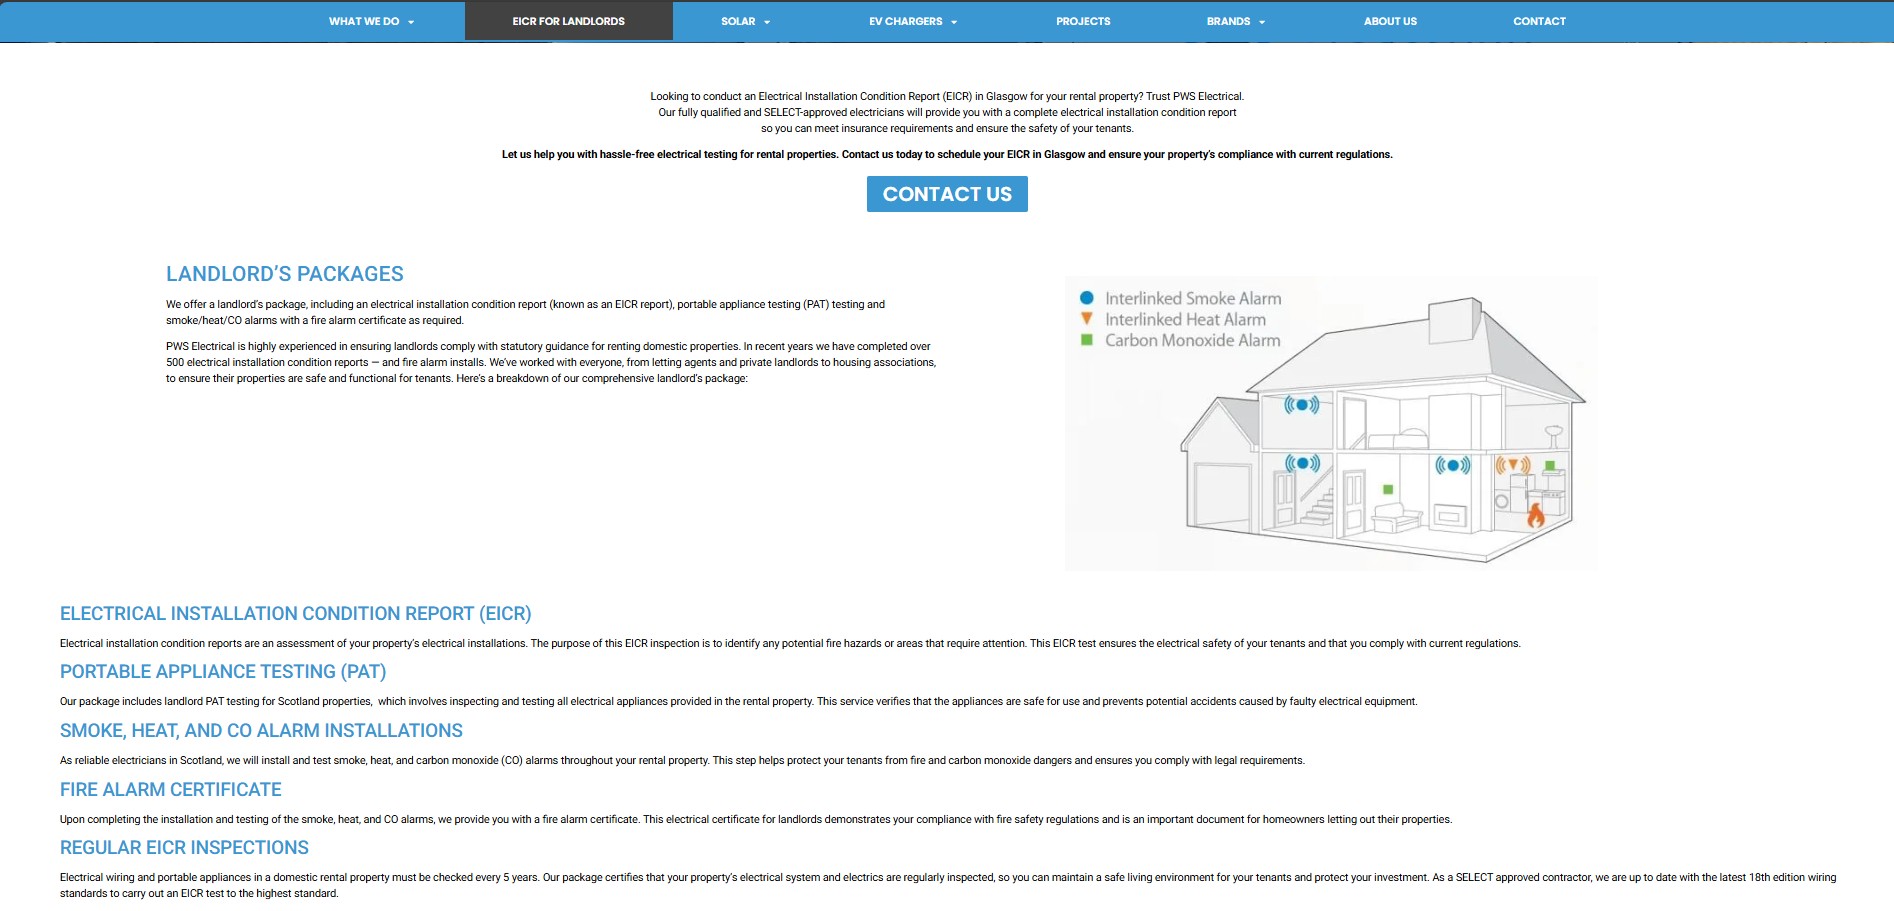 WHAT WE DO
EICR FOR LANDLORDS
SOLAR
EV CHARGERS
PROJECTS
BRANDS
ABOUT US
CONTACT
Looking to conduct an Electrical Installation Condition Report (EICR) in Glasgow for your rental property? Trust PWS Electrical.
Our fully qualified and SELECT-approved electricians will provide you with a complete electrical installation condition report
so you can meet insurance requirements and ensure the safety of your tenants.
Let us help you with hassle-free electrical testing for rental properties. Contact us today to schedule your EICR in Glasgow and ensure your property's compliance with current regulations.
CONTACT US
LANDLORD'S PACKAGES
We offer a landlord's package, including an electrical installation condition report (known as an EICR report), portable appliance testing (PAT) testing and
smoke/heat/CO alarms with a fire alarm certificate as required.
PWS Electrical is highly experienced in ensuring landlords comply with statutory guidance for renting domestic properties. In recent years we have completed over
500 electrical installation condition reports — and fire alarm installs. We've worked with everyone, from letting agents and private landlords to housing associations,
to ensure their properties are safe and functional for tenants. Here's a breakdown of our comprehensive landlord's package:
Interlinked Smoke Alarm
Interlinked Heat Alarm
Carbon Monoxide Alarm
ELECTRICAL INSTALLATION CONDITION REPORT (EICR)
Electrical installation condition reports are an assessment of your property's electrical installations. The purpose of this EICR inspection is to identify any potential fire hazards or areas that require attention. This EICR test ensures the electrical safety of your tenants and that you comply with current regulations.
PORTABLE APPLIANCE TESTING (PAT)
Our package includes landlord PAT testing for Scotland properties, which involves inspecting and testing all electrical appliances provided in the rental property. This service verifies that the appliances are safe for use and prevents potential accidents caused by faulty electrical equipment.
SMOKE, HEAT, AND CO ALARM INSTALLATIONS
As reliable electricians in Scotland, we will install and test smoke, heat, and carbon monoxide (CO) alarms throughout your rental property. This step helps protect your tenants from fire and carbon monoxide dangers and ensures you comply with legal requirements.
FIRE ALARM CERTIFICATE
Upon completing the installation and testing of the smoke, heat, and CO alarms, we provide you with a fire alarm certificate. This electrical certificate for landlords demonstrates your compliance with fire safety regulations and is an important document for homeowners letting out their properties.
REGULAR EICR INSPECTIONS
Electrical wiring and portable appliances in a domestic rental property must be checked every 5 years. Our package certifies that your property's electrical system and electrics are regularly inspected, so you can maintain a safe living environment for your tenants and protect your investment. As a SELECT approved contractor, we are up to date with the latest 18th edition wiring
standards to carry out an EICR test to the highest standard.